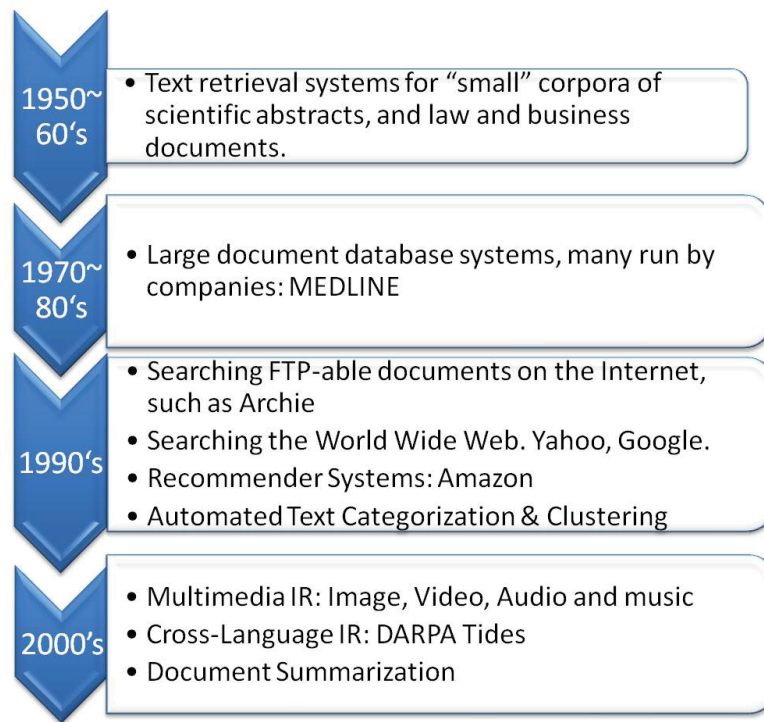 1950~
60's
• Text retrieval systems for “small” corpora of
scientific abstracts, and law and business
documents.
1970~
80's
• Large document database systems, many run by
companies: MEDLINE
1990's
• Searching FTP-able documents on the Internet,
such as Archie
• Searching the World Wide Web. Yahoo, Google.
• Recommender Systems: Amazon
• Automated Text Categorization & Clustering
2000's
• Multimedia IR: Image, Video, Audio and music
• Cross-Language IR: DARPA Tides
• Document Summarization